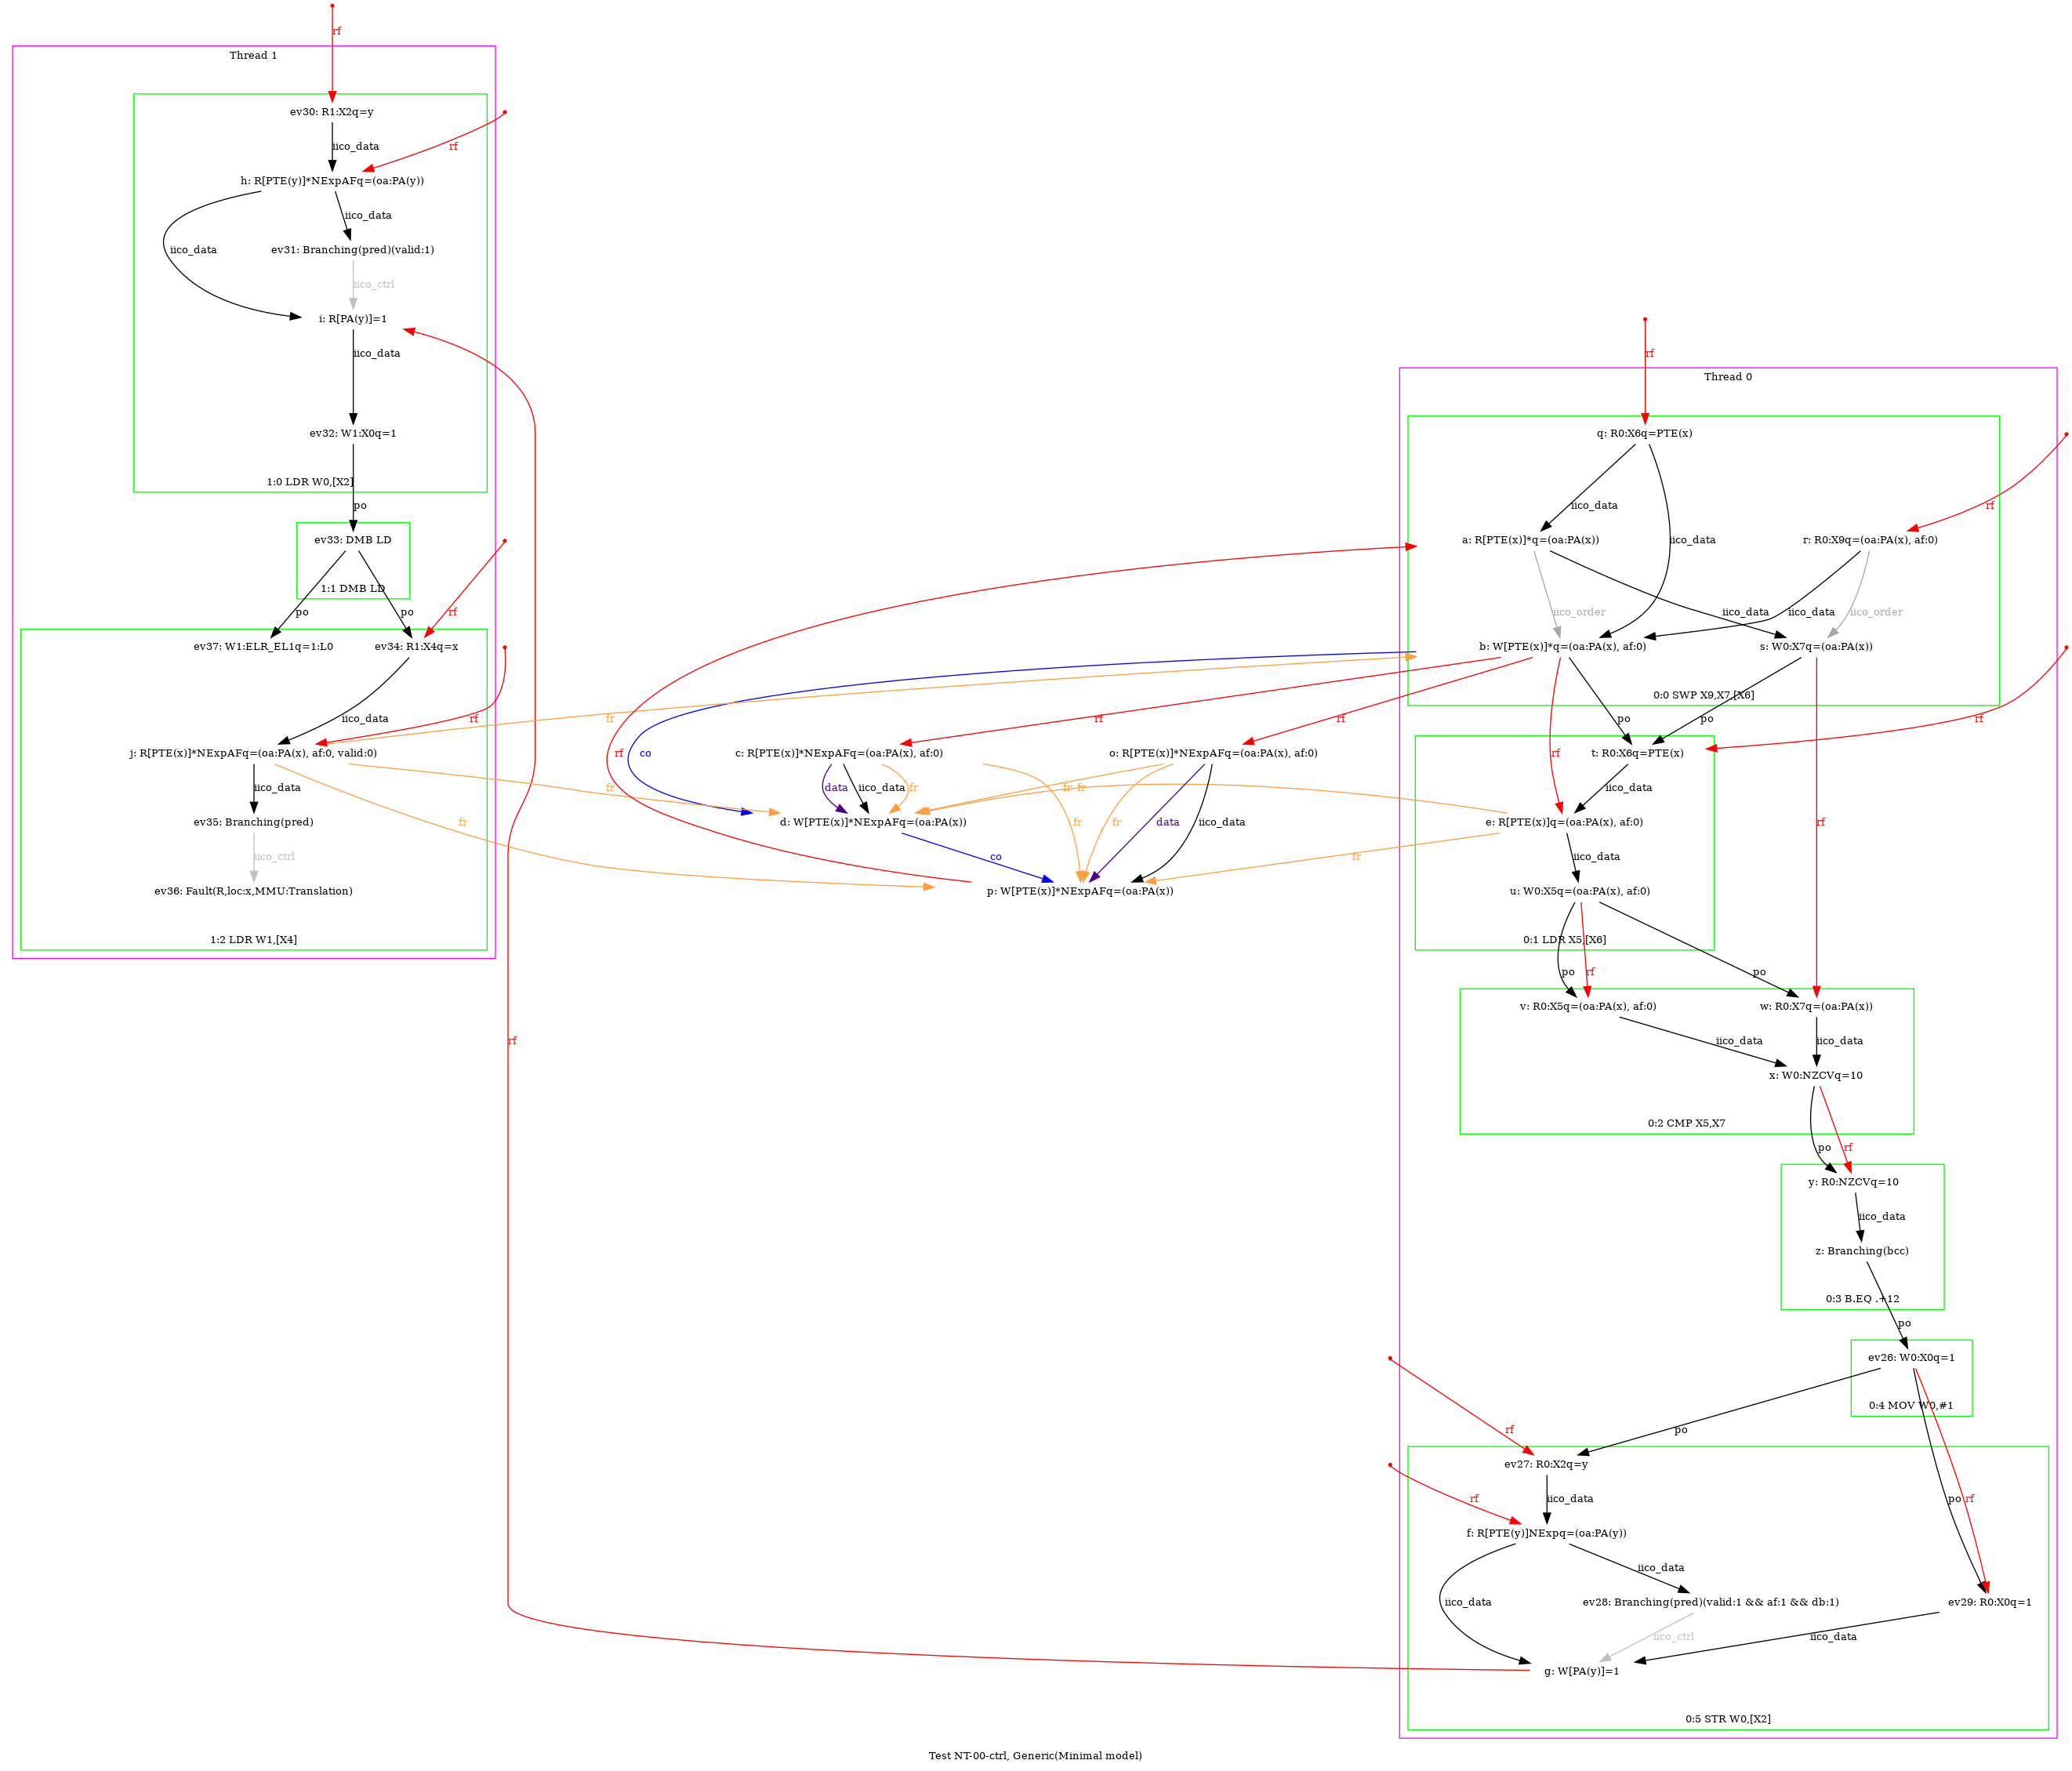 rf
Thread 1
ev30: R1:X2q=y
iico_data
rf
h: R[PTE(y)]*NExpAFq=(oa:PA(y))
iico_data
iico_data
ev31: Branching(pred)(valid:1)
iico_ctrl
i: R[PA(y)]=1
iico_data
ev32: W1:X0q=1
1:0 LDR W0,[X2]
po
ev33: DMB LD
1:1 DMB LD
po
po
rf
ev37: W1:ELR_EL1q=1:L0
ev34: R1:X4q=x
iico_data
rf
j: R[PTE(x)]*NExpAFq=(oa:PA(x), af:0, valid:0)
iico_data
ev35: Branching(pred)
iico_ctrl
ev36: Fault(R,loc:x,MMU:Translation)
1:2 LDR W1,[X4]
fr
fr
fr
rf
co
rf
rf
c: R[PTE(x)]*NExpAFq=(oa:PA(x), af:0)
o: R[PTE(x)]*NExpAFq=(oa:PA(x), af:0)
rf
data
iico_data
fr
fr
fr
d: W[PTE(x)]*NExpAFq=(oa:PA(x))
fr
fr
data
iico_data
fr
co
p: W[PTE(x)]*NExpAFq=(oa:PA(x))
rf
Thread 0
q: R0:X6q=PTE(x)
iico_data
iico_data
rf
a: R[PTE(x)]*q=(oa:PA(x))
r: R0:X9q=(oa:PA(x), af:0)
iico_order
iico_data
iico_data
iico_order
b: W[PTE(x)]*q=(oa:PA(x), af:0)
s: W0:X7q=(oa:PA(x))
0:0 SWP X9,X7,[X6]
rf
po
po
rf
t: R0:X6q=PTE(x)
iico_data
e: R[PTE(x)]q=(oa:PA(x), af:0)
rf
iico_data
u: W0:X5q=(oa:PA(x), af:0)
0:1 LDR X5,[X6]
po
rf
po
v: R0:X5q=(oa:PA(x), af:0)
w: R0:X7q=(oa:PA(x))
iico_data
iico_data
x: W0:NZCVq=10
0:2 CMP X5,X7
po
rf
y: R0:NZCVq=10
iico_data
z: Branching(bcc)
0:3 B.EQ .+12
po
ev26: W0:X0q=1
0:4 MOV W0,#1
rf
po
ev27: R0:X2q=y
rf
iico_data
po
rf
f: R[PTE(y)]NExpq=(oa:PA(y))
iico_data
iico_data
ev28: Branching(pred)(valid:1 && af:1 && db:1)
ev29: R0:X0q=1
iico_ctrl
iico_data
g: W[PA(y)]=1
0:5 STR W0,[X2]
Test NT-00-ctrl, Generic(Minimal model)